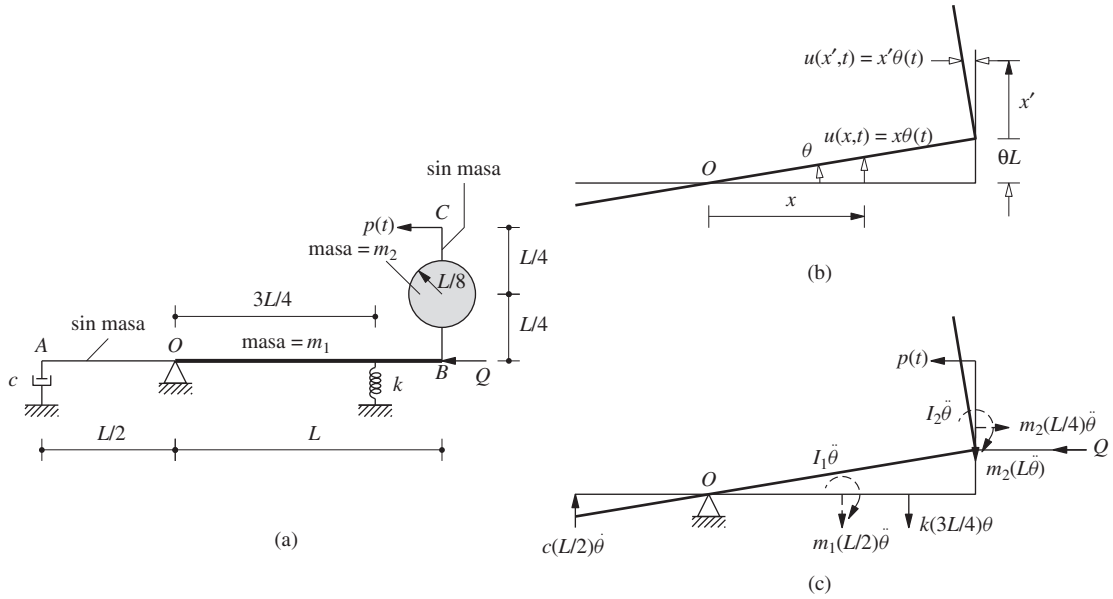 sin masa
C
p(t)
masa = m₂
L/8
L/4
L/4
3L/4
sin masa
A
O
masa = m₁
B
Q
c
k
L/2
L
(a)
u(x′,t) = x′θ(t)
x′
u(x,t) = xθ(t)
θ
O
θL
x
(b)
p(t)
I₂θ̈
m₂(L/4)θ̈
Q
I₁θ̈
m₂(Lθ̈)
O
k(3L/4)θ
c(L/2)θ̇
m₁(L/2)θ̈
(c)